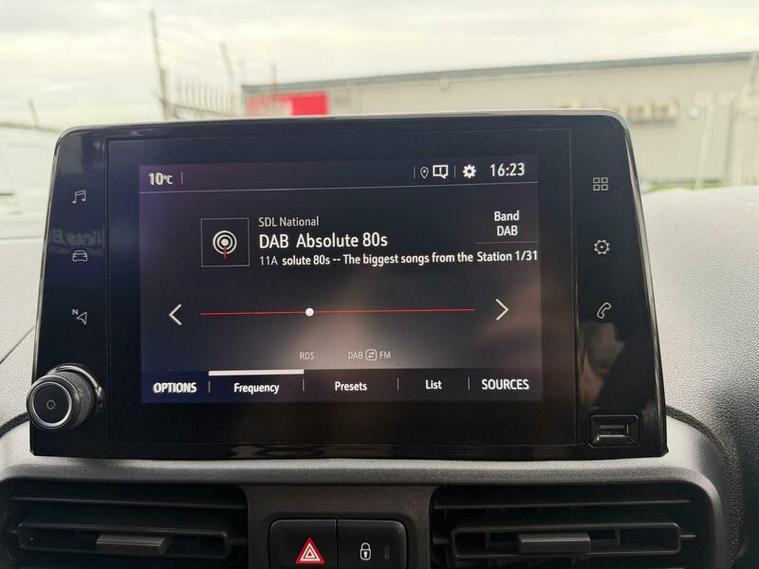 10°C
16:23
SDL National
DAB Absolute 80s
Band
DAB
11A solute 80s -- The biggest songs from the Station 1/31
N
RDS
DAB FM
OPTIONS Frequency Presets List SOURCES